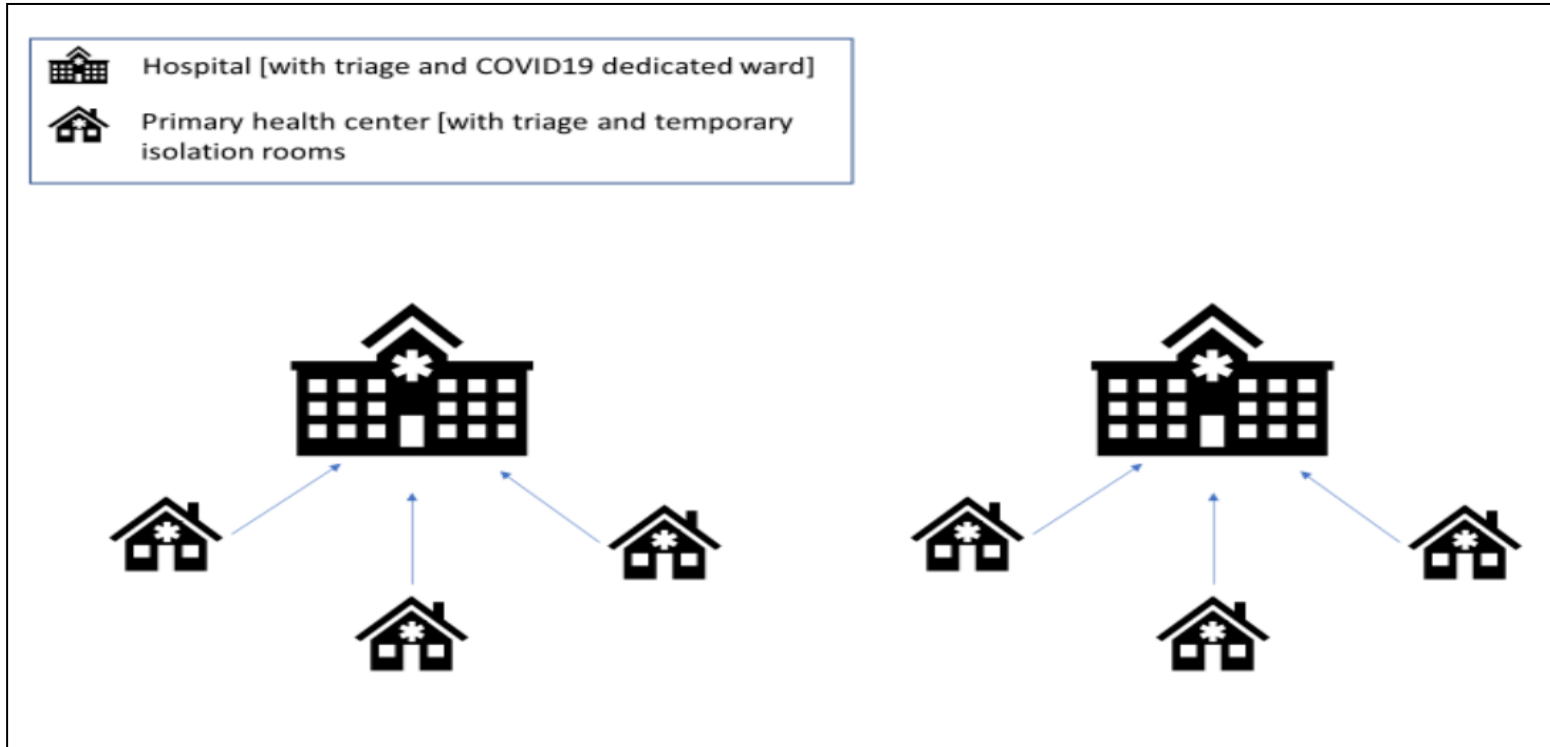 Hospital [with triage and COVID19 dedicated ward]
Primary health center [with triage and temporary
isolation rooms